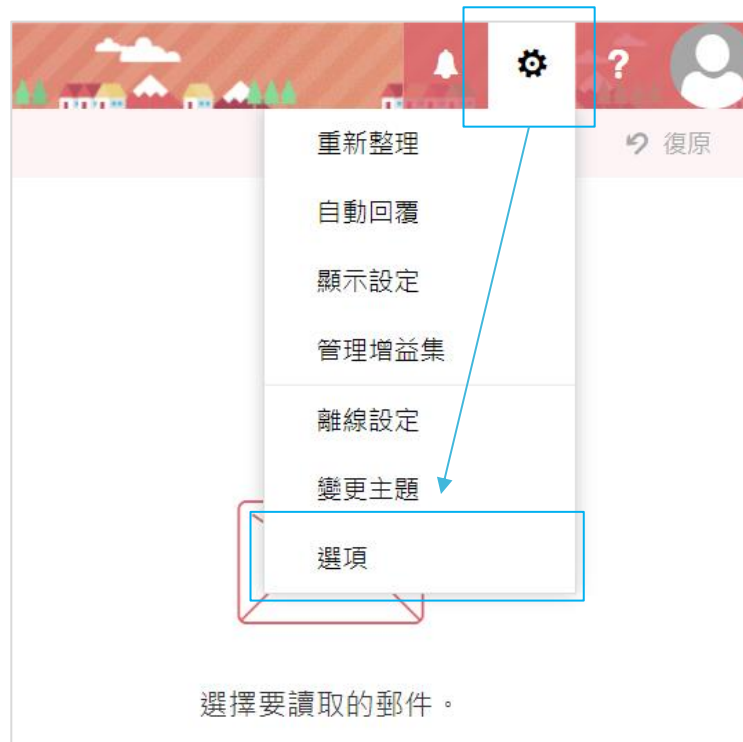 ?
重新整理
復原
自動回覆
顯示設定
管理增益集
離線設定
變更主題
選項
選擇要讀取的郵件。